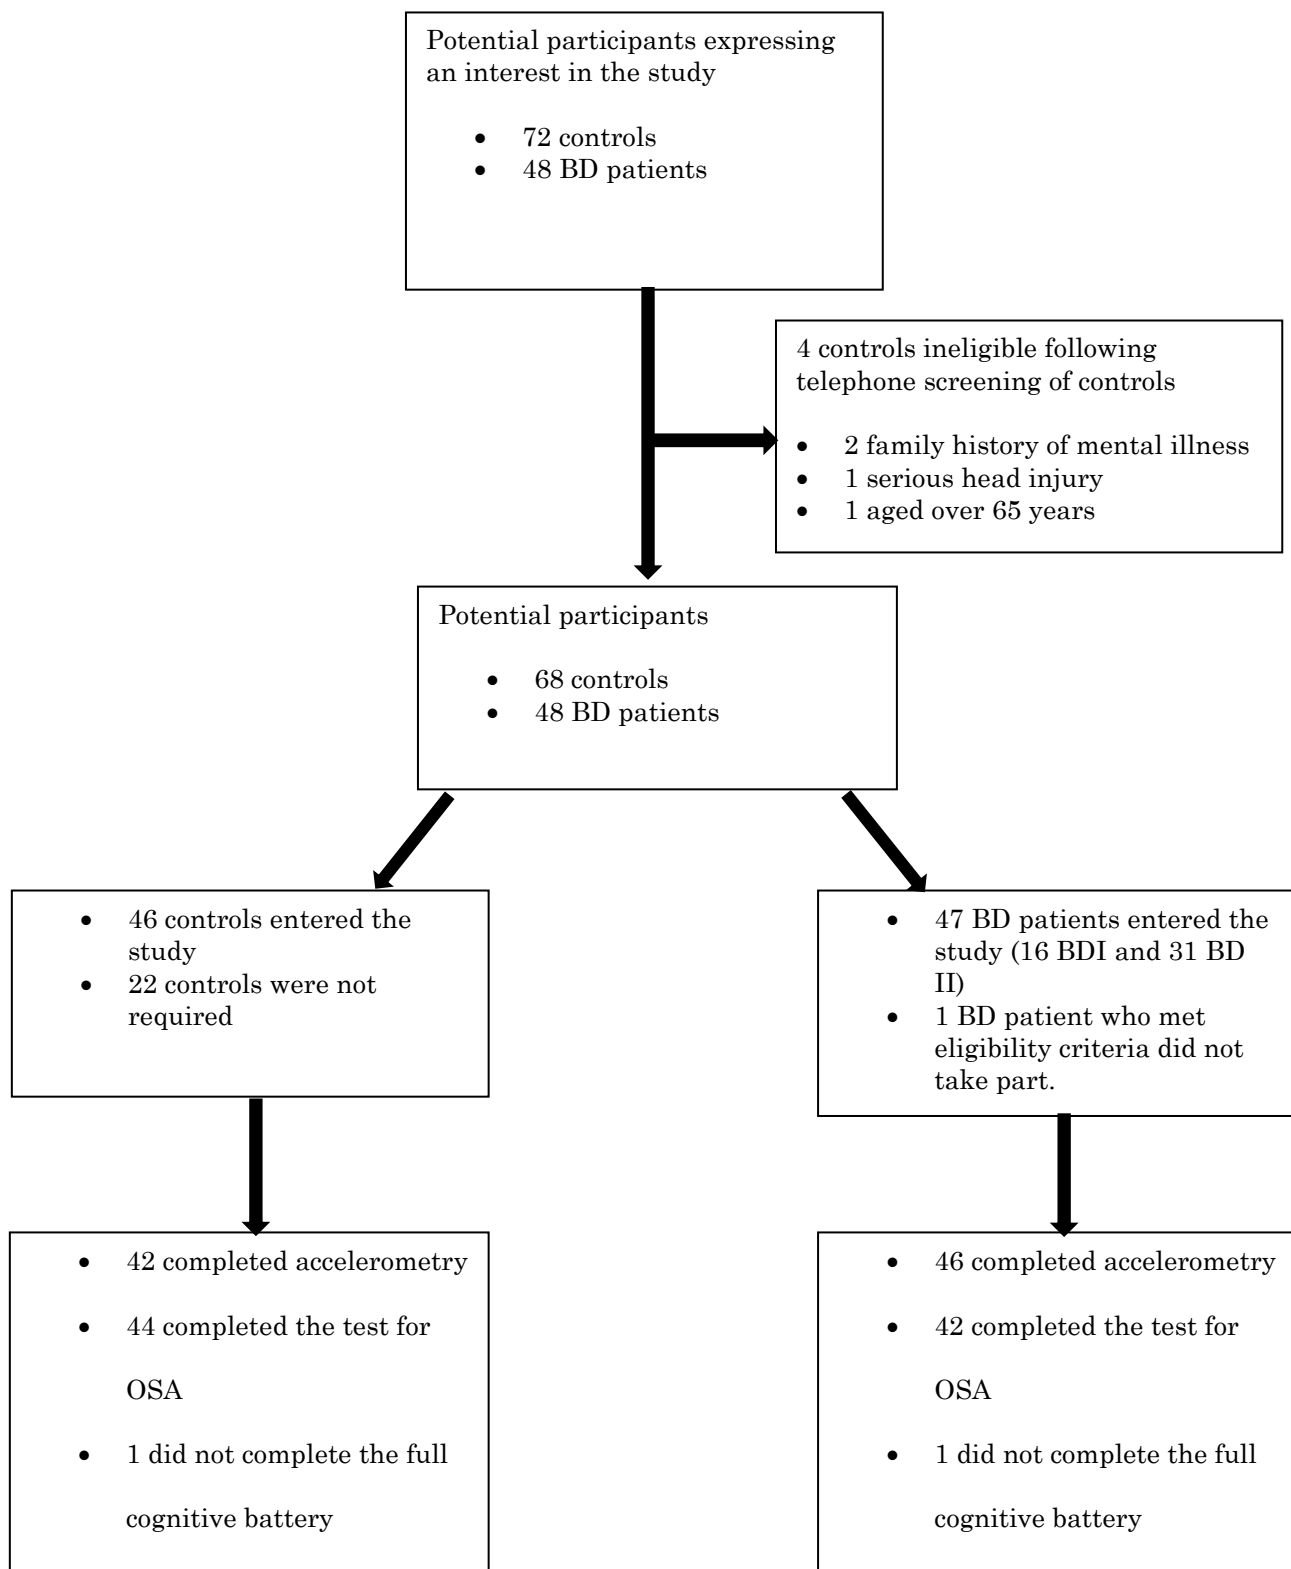 Potential participants expressing
an interest in the study
• 72 controls
• 48 BD patients
4 controls ineligible following
telephone screening of controls
• 2 family history of mental illness
• 1 serious head injury
• 1 aged over 65 years
Potential participants
• 68 controls
• 48 BD patients
• 46 controls entered the
study
• 22 controls were not
required
• 47 BD patients entered the
study (16 BDI and 31 BD
II)
• 1 BD patient who met
eligibility criteria did not
take part.
• 42 completed accelerometry
• 44 completed the test for
OSA
• 1 did not complete the full
cognitive battery
• 46 completed accelerometry
• 42 completed the test for
OSA
• 1 did not complete the full
cognitive battery